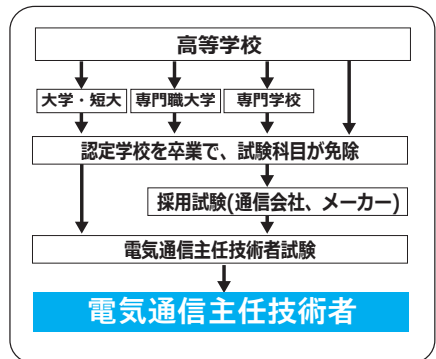 高等学校
大学・短大 専門職大学 専門学校
認定学校を卒業で、試験科目が免除
採用試験(通信会社、メーカー)
電気通信主任技術者試験
電気通信主任技術者